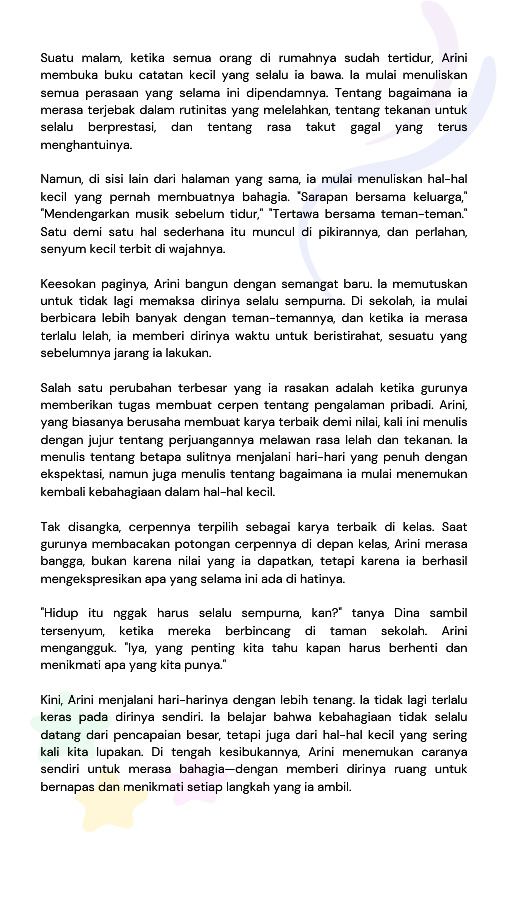 Suatu malam, ketika semua orang di rumahnya sudah tertidur, Arini
membuka buku catatan kecil yang selalu ia bawa. Ia mulai menuliskan
semua perasaan yang selama ini dipendamnya. Tentang bagaimana ia
merasa terjebak dalam rutinitas yang melelahkan, tentang tekanan untuk
selalu berprestasi, dan tentang rasa takut gagal yang terus
menghantuinya.
Namun, di sisi lain dari halaman yang sama, ia mulai menuliskan hal-hal
kecil yang pernah membuatnya bahagia. "Sarapan bersama keluarga,"
"Mendengarkan musik sebelum tidur," "Tertawa bersama teman-teman."
Satu demi satu hal sederhana itu muncul di pikirannya, dan perlahan,
senyum kecil terbit di wajahnya.
Keesokan paginya, Arini bangun dengan semangat baru. Ia memutuskan
untuk tidak lagi memaksa dirinya selalu sempurna. Di sekolah, ia mulai
berbicara lebih banyak dengan teman-temannya, dan ketika ia merasa
terlalu lelah, ia memberi dirinya waktu untuk beristirahat, sesuatu yang
sebelumnya jarang ia lakukan.
Salah satu perubahan terbesar yang ia rasakan adalah ketika gurunya
memberikan tugas membuat cerpen tentang pengalaman pribadi. Arini,
yang biasanya berusaha membuat karya terbaik demi nilai, kali ini menulis
dengan jujur tentang perjuangannya melawan rasa lelah dan tekanan. Ia
menulis tentang betapa sulitnya menjalani hari-hari yang penuh dengan
ekspektasi, namun juga menulis tentang bagaimana ia mulai menemukan
kembali kebahagiaan dalam hal-hal kecil.
Tak disangka, cerpennya terpilih sebagai karya terbaik di kelas. Saat
gurunya membacakan potongan cerpennya di depan kelas, Arini merasa
bangga, bukan karena nilai yang ia dapatkan, tetapi karena ia berhasil
mengekspresikan apa yang selama ini ada di hatinya.
"Hidup itu nggak harus selalu sempurna, kan?" tanya Dina sambil
tersenyum, ketika mereka berbincang di taman sekolah. Arini
mengangguk. "Iya, yang penting kita tahu kapan harus berhenti dan
menikmati apa yang kita punya."
Kini, Arini menjalani hari-harinya dengan lebih tenang. Ia tidak lagi terlalu
keras pada dirinya sendiri. Ia belajar bahwa kebahagiaan tidak selalu
datang dari pencapaian besar, tetapi juga dari hal-hal kecil yang sering
kali kita lupakan. Di tengah kesibukannya, Arini menemukan caranya
sendiri untuk merasa bahagia—dengan memberi dirinya ruang untuk
bernapas dan menikmati setiap langkah yang ia ambil.